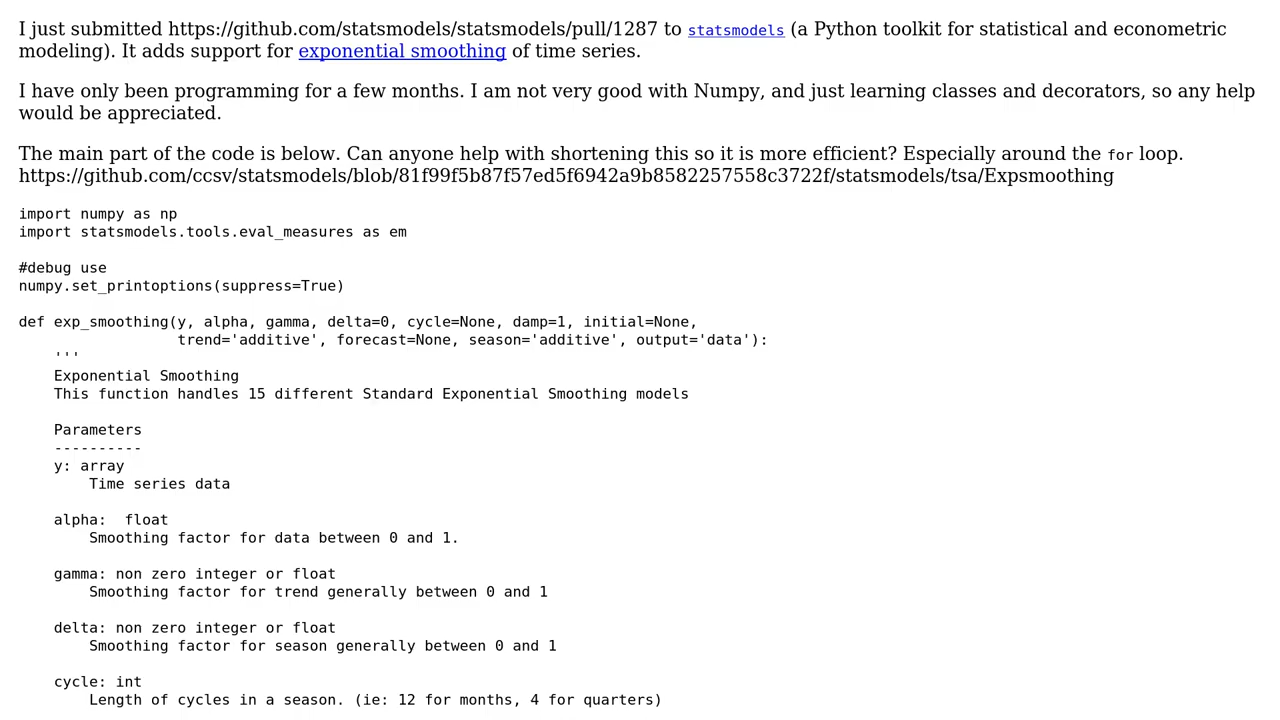 I just submitted https://github.com/statsmodels/statsmodels/pull/1287 to statsmodels (a Python toolkit for statistical and econometric
modeling). It adds support for exponential smoothing of time series.
I have only been programming for a few months. I am not very good with Numpy, and just learning classes and decorators, so any help
would be appreciated.
The main part of the code is below. Can anyone help with shortening this so it is more efficient? Especially around the for loop.
https://github.com/ccsv/statsmodels/blob/81f99f5b87f57ed5f6942a9b8582257558c3722f/statsmodels/tsa/Expsmoothing
import numpy as np
import statsmodels.tools.eval_measures as em
#debug use
numpy.set_printoptions(suppress=True)
def exp_smoothing(y, alpha, gamma, delta=0, cycle=None, damp=1, initial=None,
                  trend='additive', forecast=None, season='additive', output='data'):
    '''
    Exponential Smoothing
    This function handles 15 different Standard Exponential Smoothing models
    Parameters
    ----------
    y: array
        Time series data
    alpha:  float
        Smoothing factor for data between 0 and 1.
    gamma: non zero integer or float
        Smoothing factor for trend generally between 0 and 1
    delta: non zero integer or float
        Smoothing factor for season generally between 0 and 1
    cycle: int
        Length of cycles in a season. (ie: 12 for months, 4 for quarters)